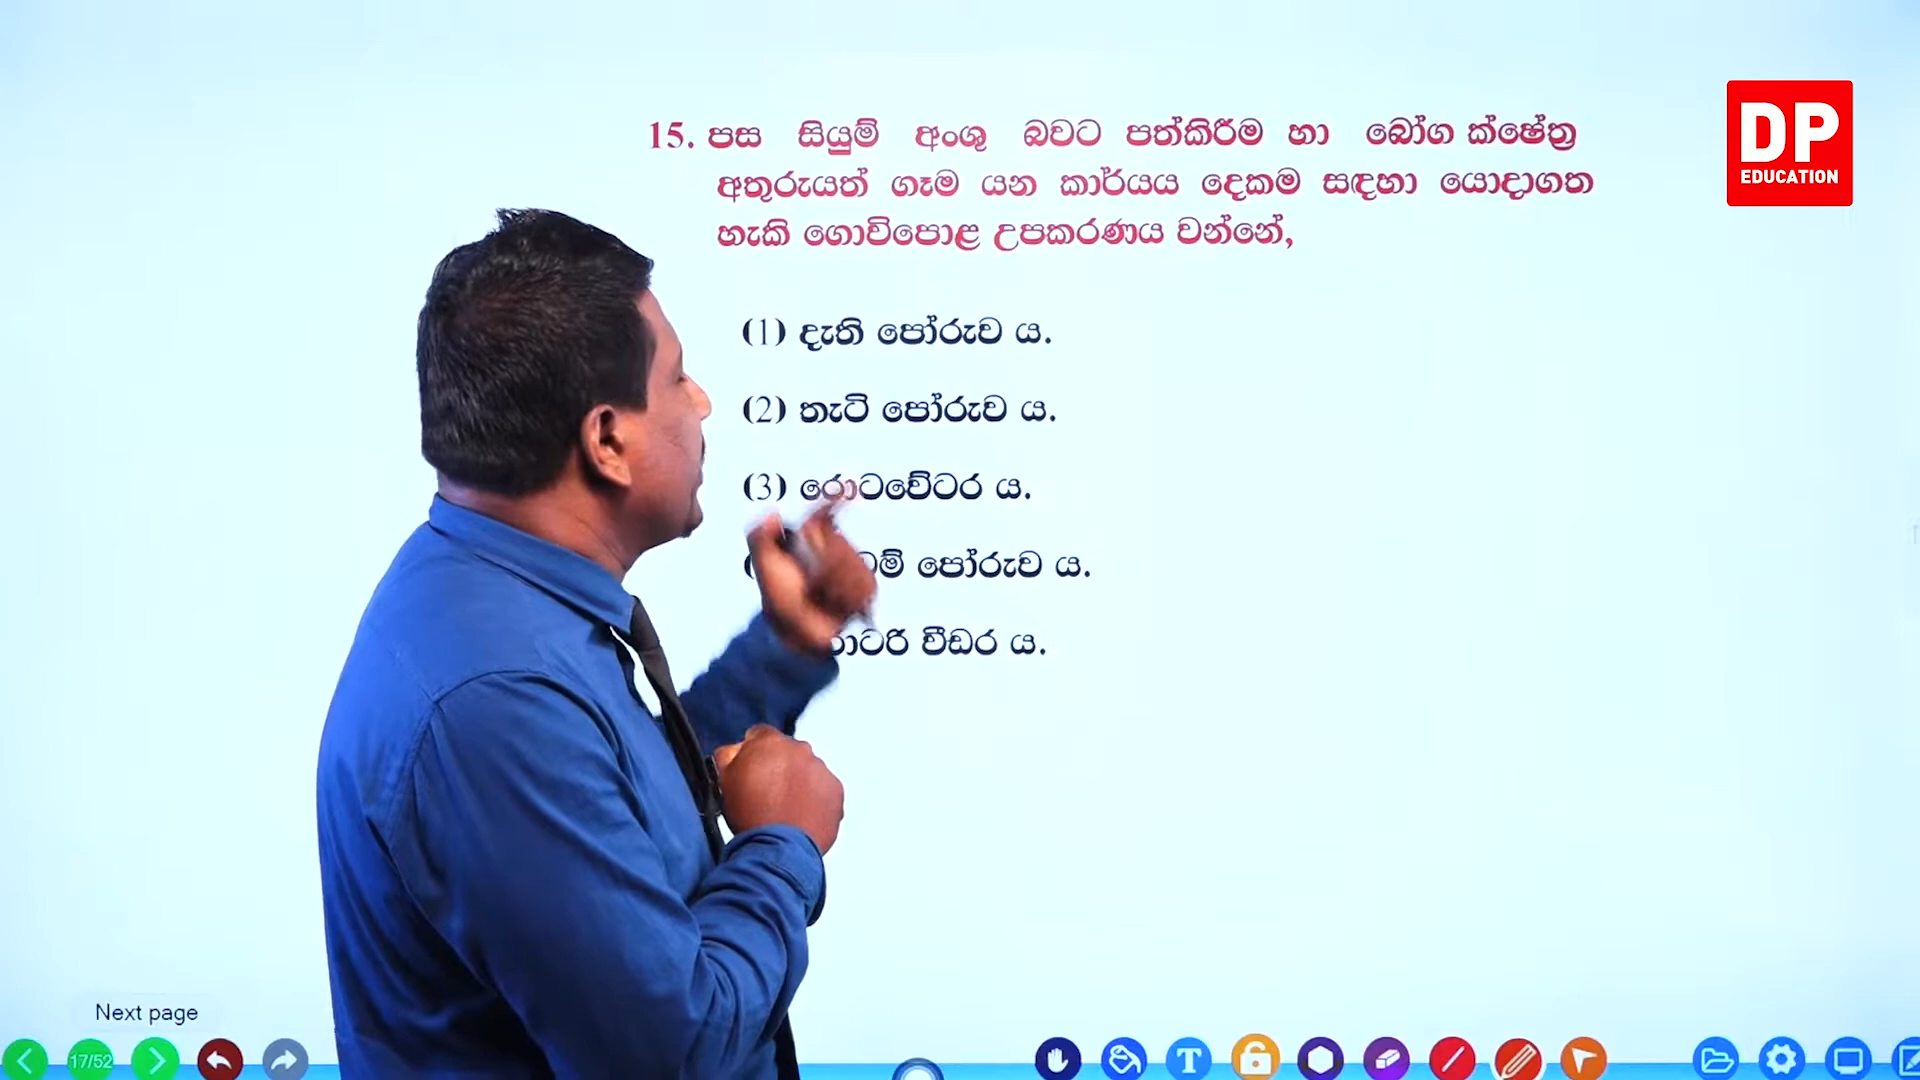 DP
EDUCATION
15. පස සියුම් අංශු බවට පත්කිරීම හා බෝග ක්ෂේත්‍ර
අතුරුයත් ගෑම යන කාර්යය දෙකම සඳහා යොදාගත
හැකි ගොවිපොළ උපකරණය වන්නේ,
(1) දැති පෝරුව ය.
(2) තැටි පෝරුව ය.
(3) රොටවේටර ය.
පෝරුව ය.
වීඩර ය.
Next page
17/52
T